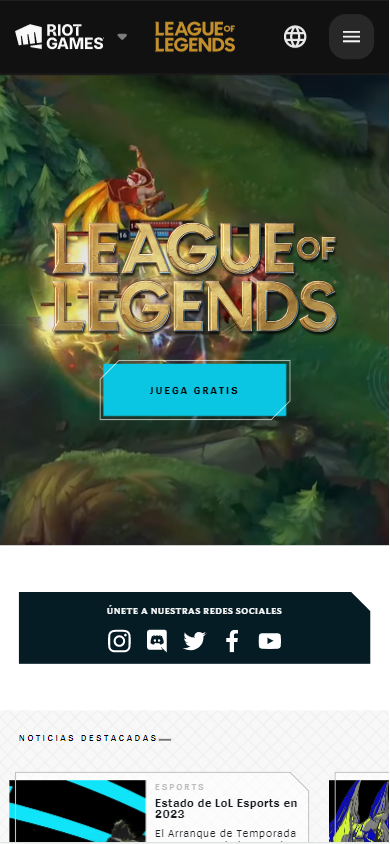 RIOT
GAMES
LEAGUE OF
LEGENDS
16
LEAGUE OF
LEGENDS
JUEGA GRATIS
ÚNETE A NUESTRAS REDES SOCIALES
NOTICIAS DESTACADAS
ESPORTS
Estado de LoL Esports en
2023
El Arranque de Temporada